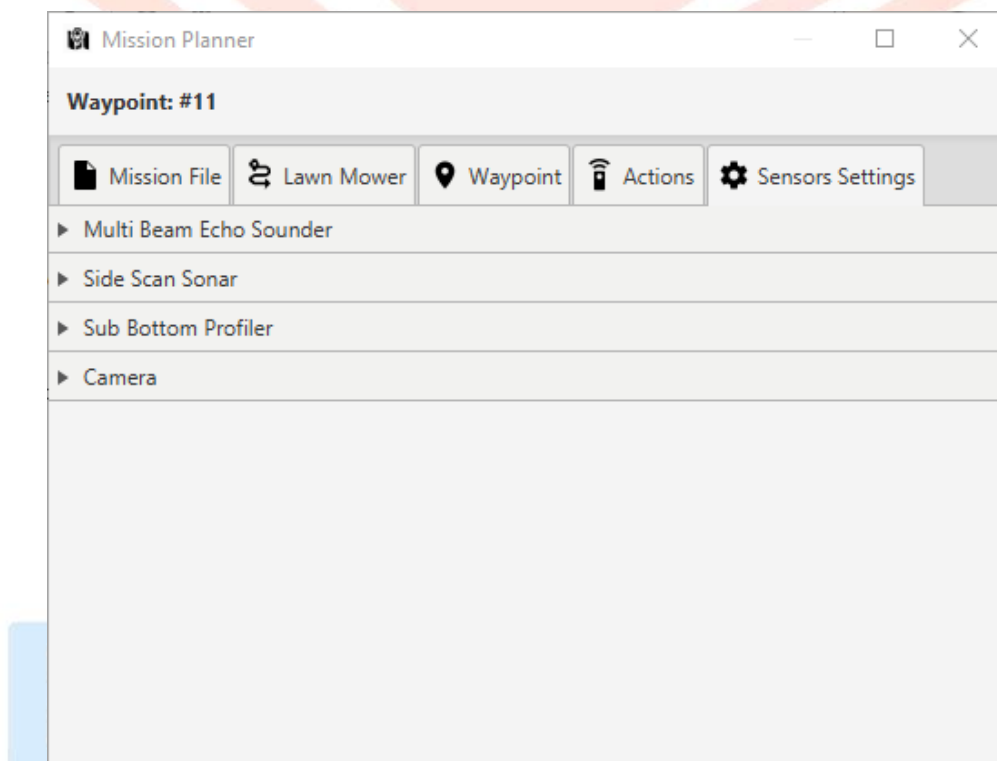 Mission Planner
Waypoint: #11
Mission File Lawn Mower Waypoint Actions Sensors Settings
Multi Beam Echo Sounder
Side Scan Sonar
Sub Bottom Profiler
Camera